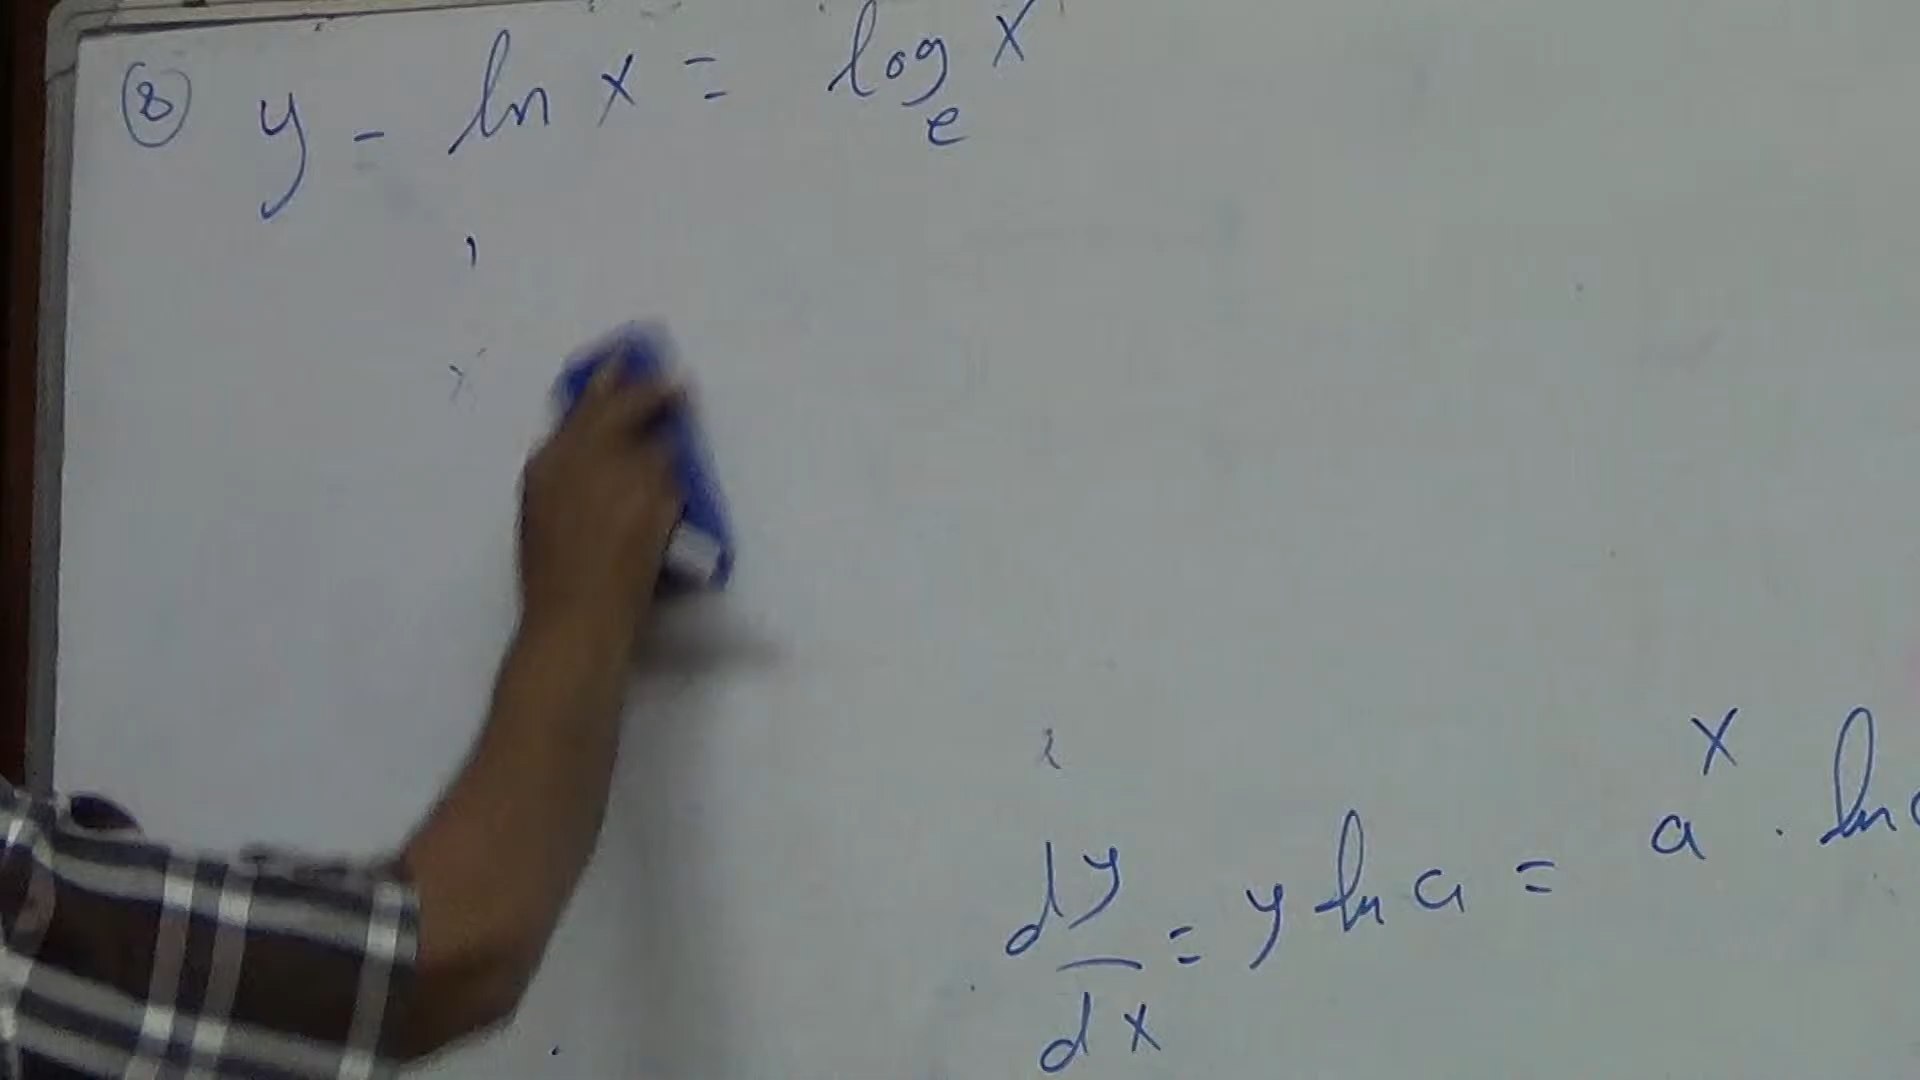 ⑧ y = ln x = log_e x
dy/dx = y ln a = a^x . ln